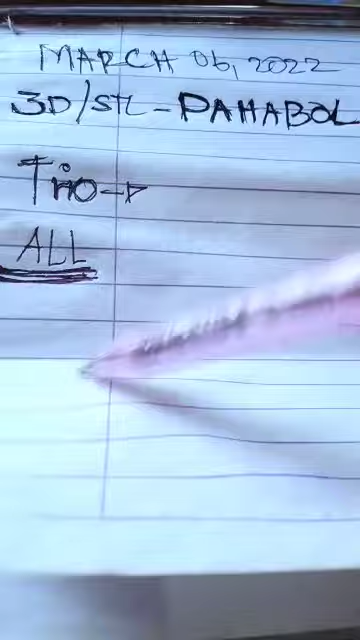 MARCH 06, 2022
3D/STL - PAHABOL
Trio →
ALL